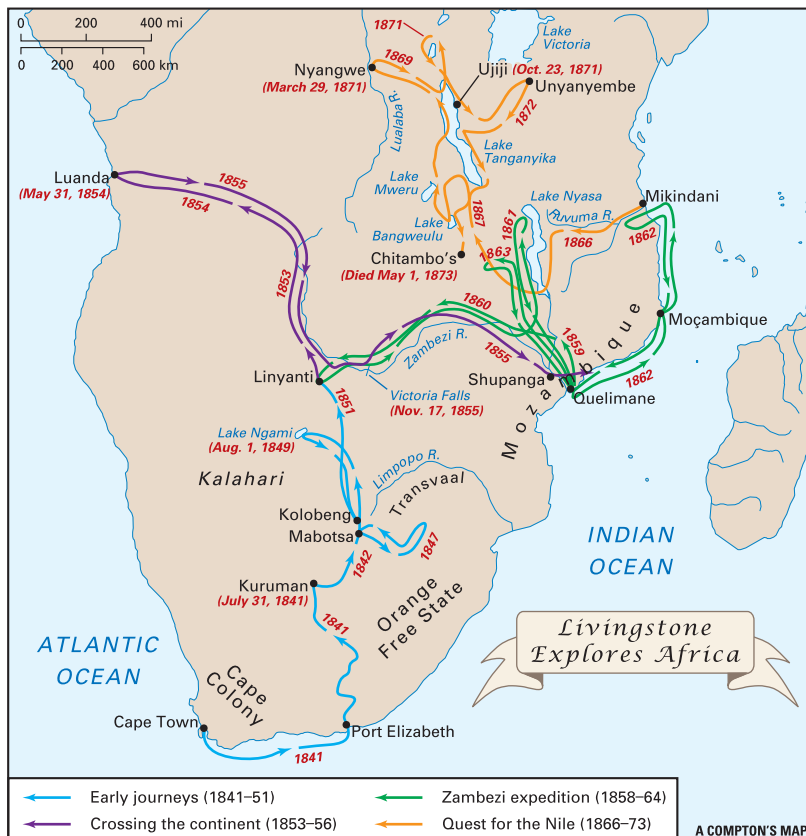 0 200 400 mi
0 200 400 600 km
1871
Lake
Victoria
Nyangwe
(March 29, 1871)
1869
Ujiji (Oct. 23, 1871)
Unyanyembe
1872
Lualaba R.
Lake
Tanganyika
Luanda
(May 31, 1854)
1855
1854
Lake
Mweru
1867
Lake Nyasa
Mikindani
Ruvuma R.
1861
1862
1866
Lake
Bangweulu
Chitambo's
(Died May 1, 1873)
1863
1853
1860
Zambezi R.
1855
1859
Moçambique
Mozambique
Linyanti
1851
Victoria Falls
(Nov. 17, 1855)
Shupanga
1862
Quelimane
Lake Ngami
(Aug. 1, 1849)
Kalahari
Limpopo R.
Transvaal
Kolobeng
Mabotsa
1847
1842
INDIAN
OCEAN
Kuruman
(July 31, 1841)
1841
Orange
Free State
Livingstone
Explores Africa
ATLANTIC
OCEAN
Cape
Colony
Cape Town
Port Elizabeth
1841
Early journeys (1841–51)
Zambezi expedition (1858–64)
Crossing the continent (1853–56)
Quest for the Nile (1866–73)
A COMPTON'S MAP